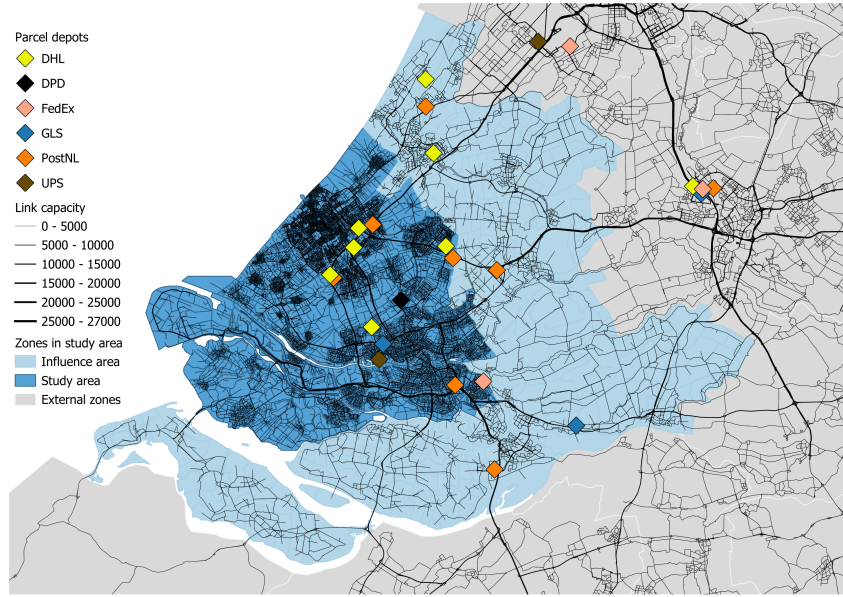 Parcel depots
DHL
DPD
FedEx
GLS
PostNL
UPS
Link capacity
0 - 5000
5000 - 10000
10000 - 15000
15000 - 20000
20000 - 25000
25000 - 27000
Zones in study area
Influence area
Study area
External zones